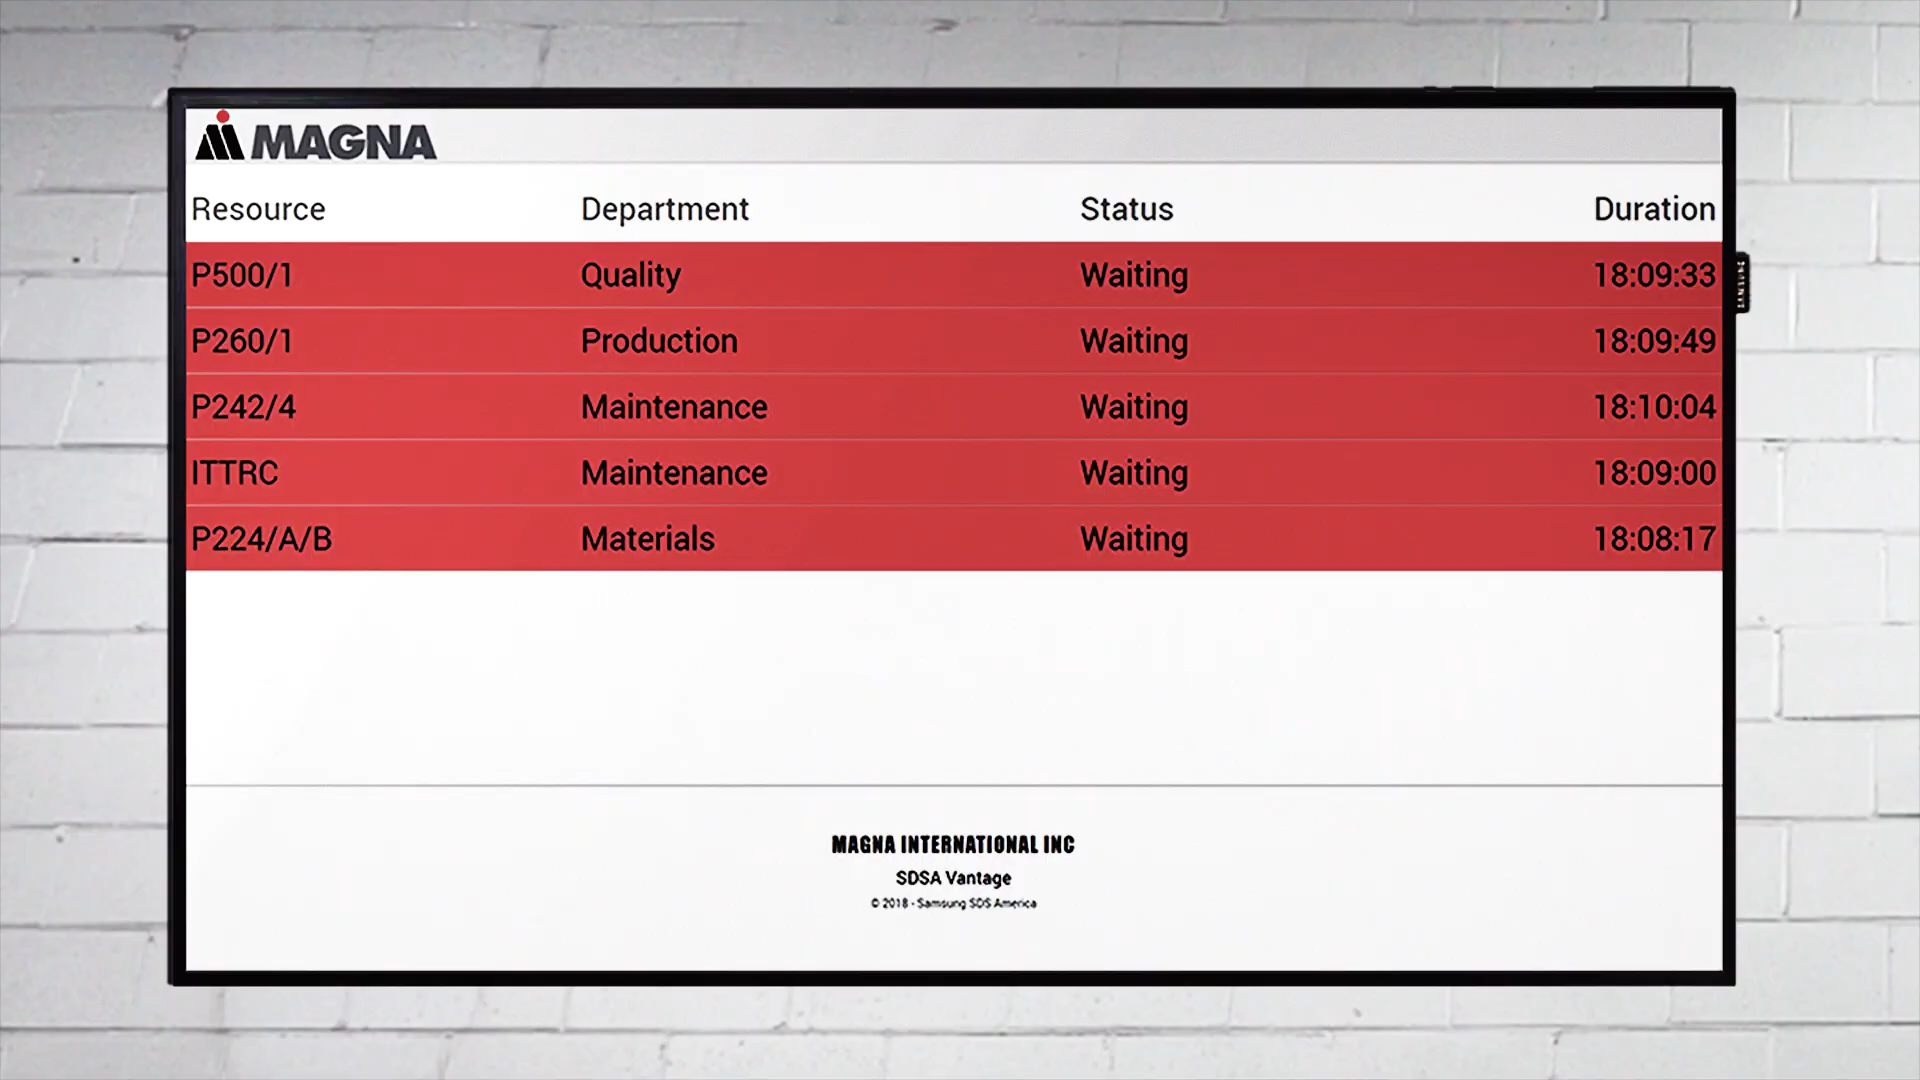 MAGNA
Resource Department Status Duration
P500/1 Quality Waiting 18:09:33
P260/1 Production Waiting 18:09:49
P242/4 Maintenance Waiting 18:10:04
ITTRC Maintenance Waiting 18:09:00
P224/A/B Materials Waiting 18:08:17
MAGNA INTERNATIONAL INC
SDSA Vantage
© 2018 - Samsung SDS America